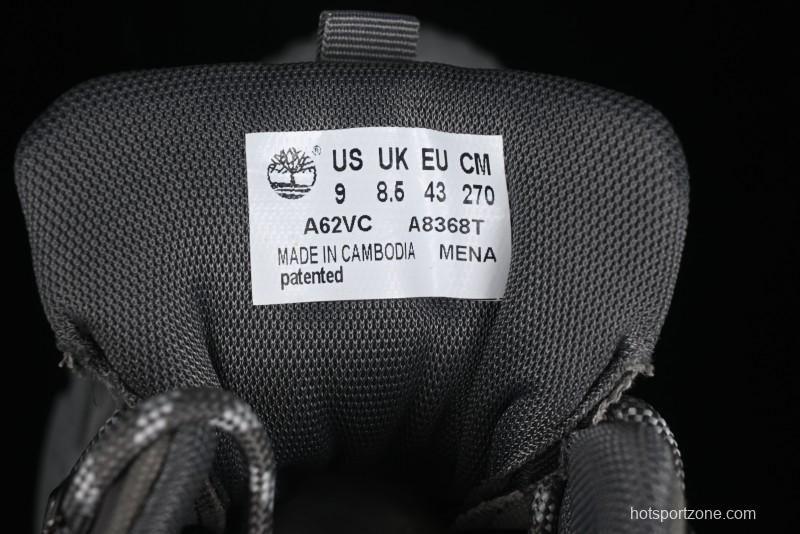 ® US UK EU CM
9 8.5 43 270
A62VC A8368T
MADE IN CAMBODIA MENA
patented
hotsportzone.com